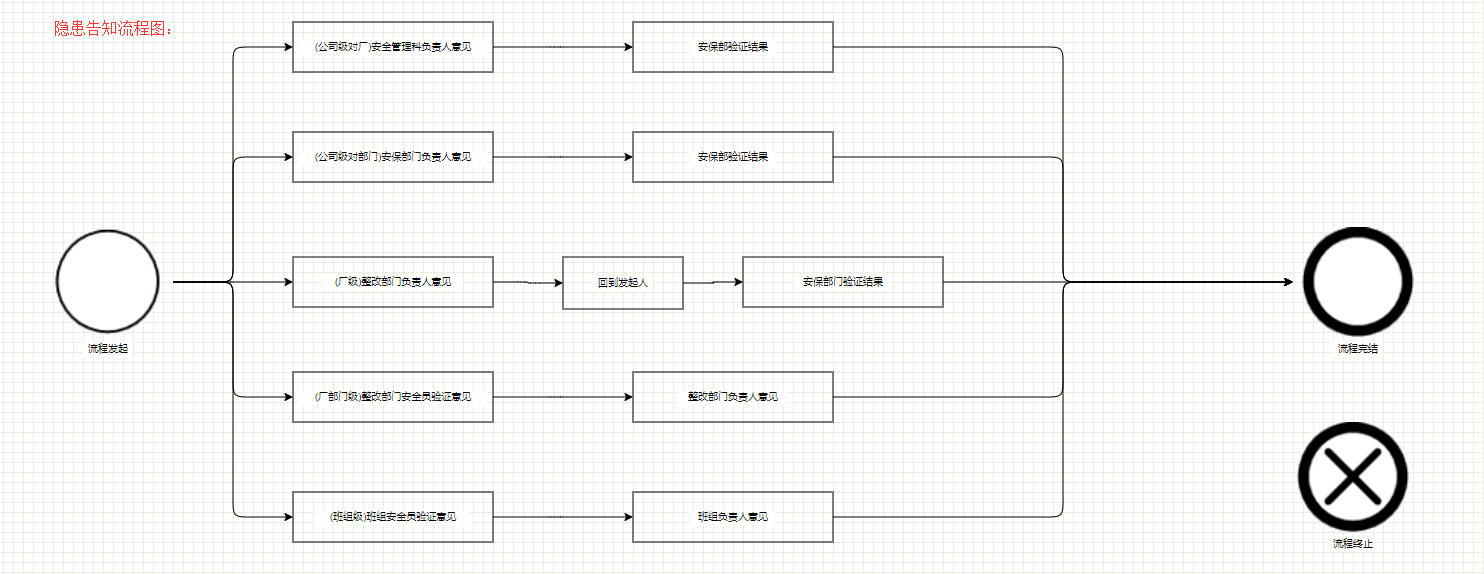 隐患告知流程图：
(公司级对厂)安全管理科负责人意见
安保部验证结果
(公司级对部门)安保部门负责人意见
安保部验证结果
流程发起
(厂级)整改部门负责人意见
回到发起人
安保部门验证结果
流程完结
(厂部门级)整改部门安全员验证意见
整改部门负责人意见
(班组级)班组安全员验证意见
班组负责人意见
流程终止